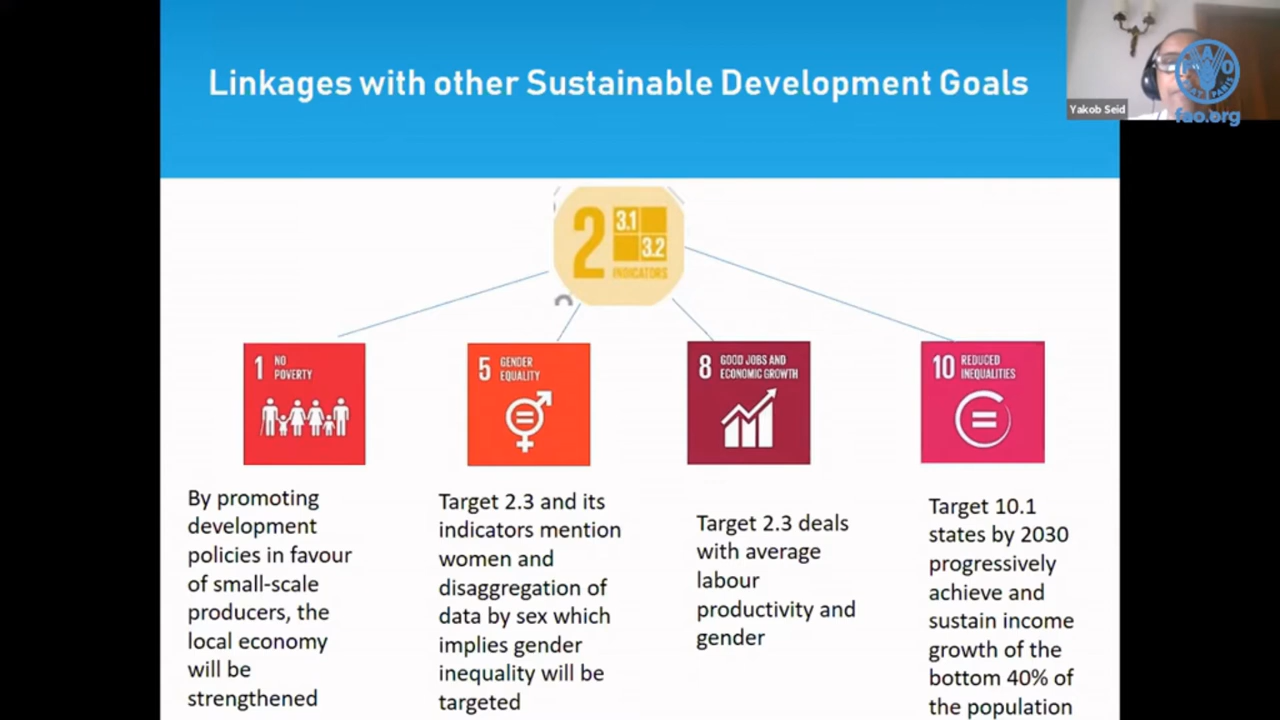 Linkages with other Sustainable Development Goals
Yakob Seid
fao.org
2
3.1
3.2
INDICATORS
1 NO
POVERTY
5 GENDER
EQUALITY
8 GOOD JOBS AND
ECONOMIC GROWTH
10 REDUCED
INEQUALITIES
By promoting
development
policies in favour
of small-scale
producers, the
local economy
will be
strengthened
Target 2.3 and its
indicators mention
women and
disaggregation of
data by sex which
implies gender
inequality will be
targeted
Target 2.3 deals
with average
labour
productivity and
gender
Target 10.1
states by 2030
progressively
achieve and
sustain income
growth of the
bottom 40% of
the population